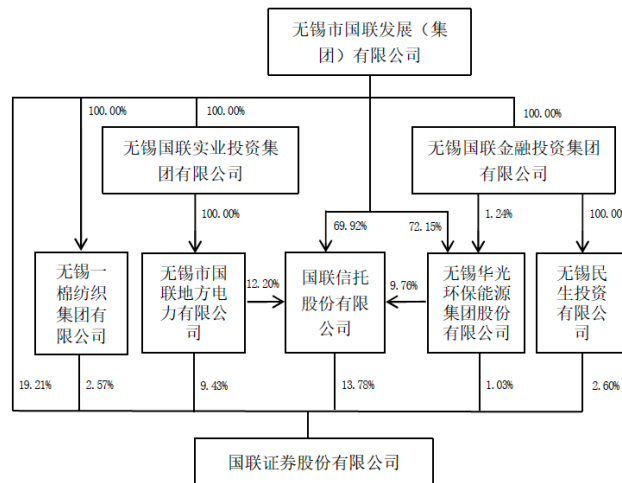 无锡市国联发展（集
团）有限公司
100.00%
100.00%
100.00%
无锡国联实业投资集
团有限公司
无锡国联金融投资集团
有限公司
100.00%
69.92%
72.15%
1.24%
100.00%
无锡一
棉纺织
集团有
限公司
无锡市国
联地方电
力有限公
司
12.20%
国联信托
股份有限
公司
9.76%
无锡华光
环保能源
集团股份
有限公司
无锡民
生投资
有限公
司
19.21%
2.57%
9.43%
13.78%
1.03%
2.60%
国联证券股份有限公司